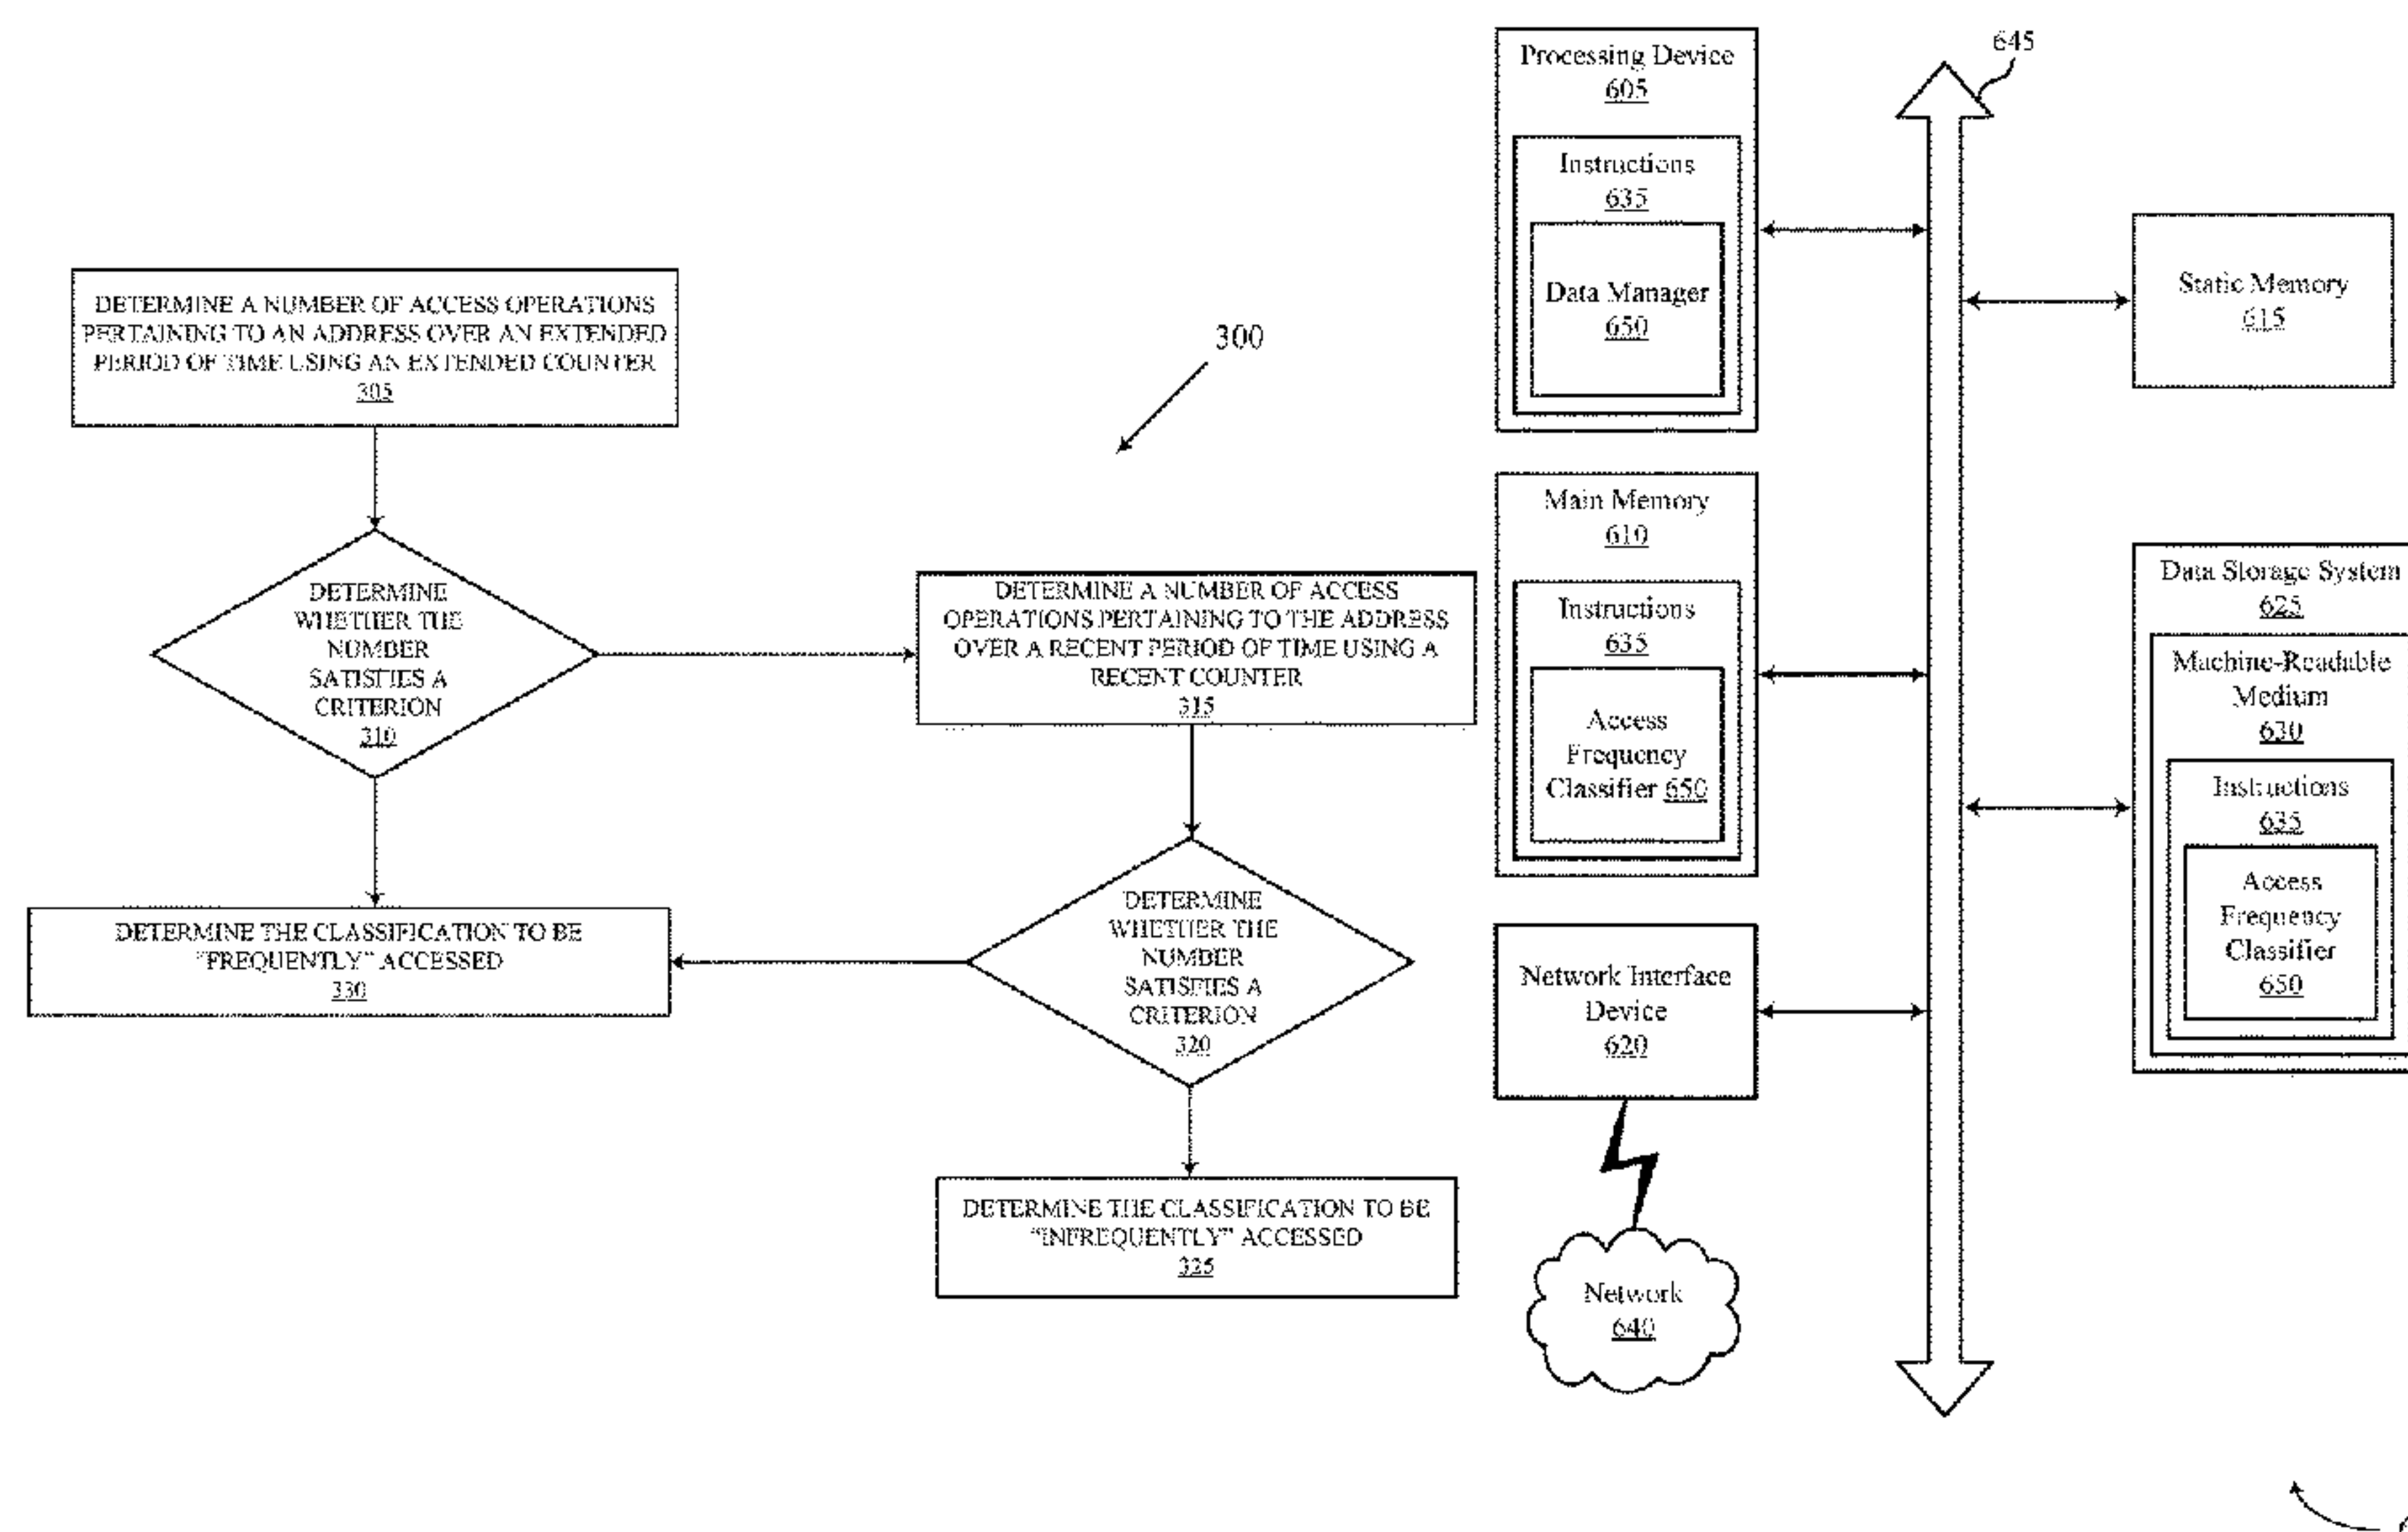 DETERMINE A NUMBER OF ACCESS OPERATIONS
PERTAINING TO AN ADDRESS OVER AN EXTENDED
PERIOD OF TIME USING AN EXTENDED COUNTER
305
DETERMINE
WHETHER THE
NUMBER
SATISFIES A
CRITERION
310
DETERMINE THE CLASSIFICATION TO BE
"FREQUENTLY" ACCESSED
330
300
DETERMINE A NUMBER OF ACCESS
OPERATIONS PERTAINING TO THE ADDRESS
OVER A RECENT PERIOD OF TIME USING A
RECENT COUNTER
315
DETERMINE
WHETHER THE
NUMBER
SATISFIES A
CRITERION
320
DETERMINE THE CLASSIFICATION TO BE
"INFREQUENTLY" ACCESSED
325
Processing Device
605
Instructions
635
Data Manager
650
Main Memory
610
Instructions
635
Access
Frequency
Classifier 650
Network Interface
Device
620
Network
640
645
Static Memory
615
Data Storage System
625
Machine-Readable
Medium
630
Instructions
635
Access
Frequency
Classifier
650